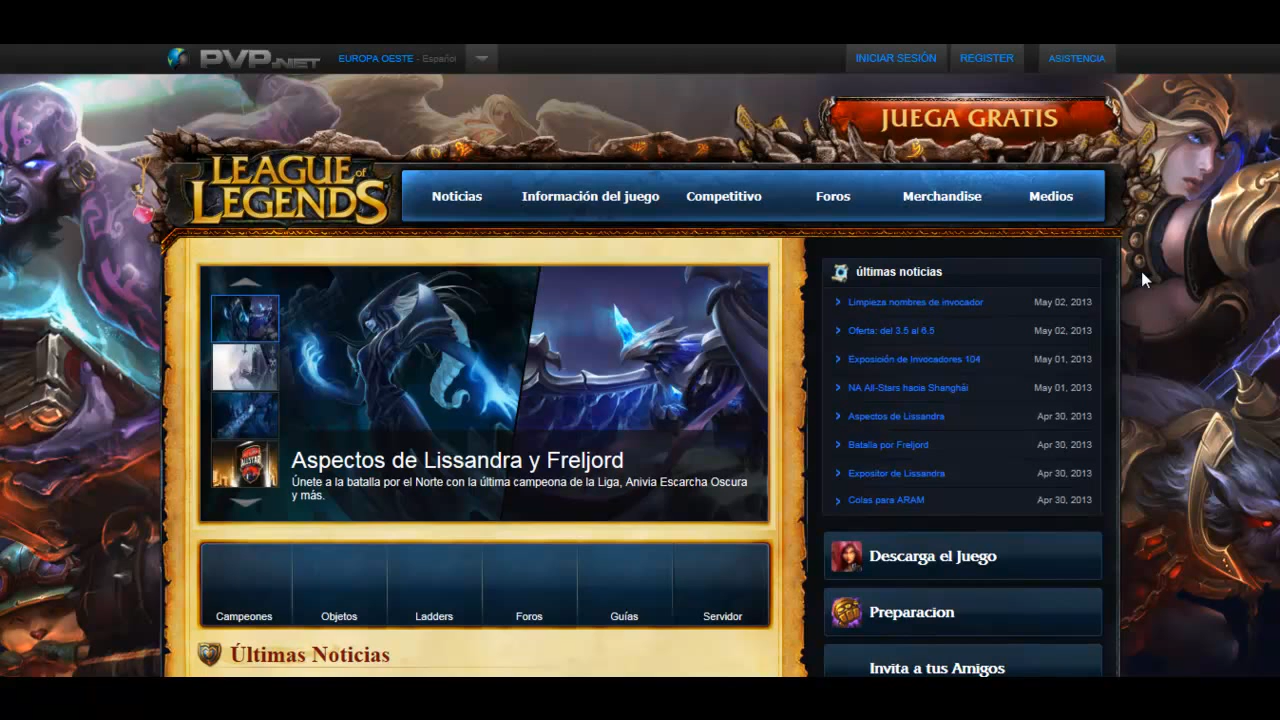 PVP.NET
EUROPA OESTE - Español
INICIAR SESIÓN
REGISTER
ASISTENCIA
JUEGA GRATIS
LEAGUE of LEGENDS
Noticias
Información del juego
Competitivo
Foros
Merchandise
Medios
Aspectos de Lissandra y Freljord
Únete a la batalla por el Norte con la última campeona de la Liga, Anivia Escarcha Oscura
y más.
últimas noticias
Limpieza nombres de invocador May 02, 2013
Oferta: del 3.5 al 6.5 May 02, 2013
Exposición de Invocadores 104 May 01, 2013
NA All-Stars hacia Shanghái May 01, 2013
Aspectos de Lissandra Apr 30, 2013
Batalla por Freljord Apr 30, 2013
Expositor de Lissandra Apr 30, 2013
Colas para ARAM Apr 30, 2013
Descarga el Juego
Preparacion
Invita a tus Amigos
Campeones
Objetos
Ladders
Foros
Guías
Servidor
Últimas Noticias